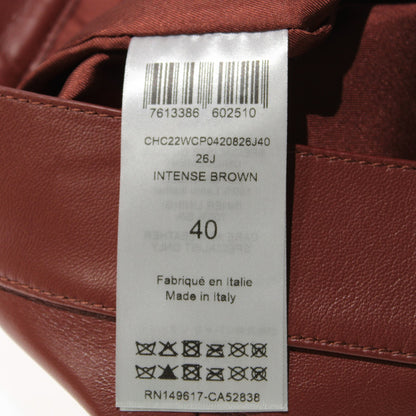 7613386 602510
CHC22WCP0420826J40
26J
INTENSE BROWN
40
Fabriqué en Italie
Made in Italy
RN149617-CA52838